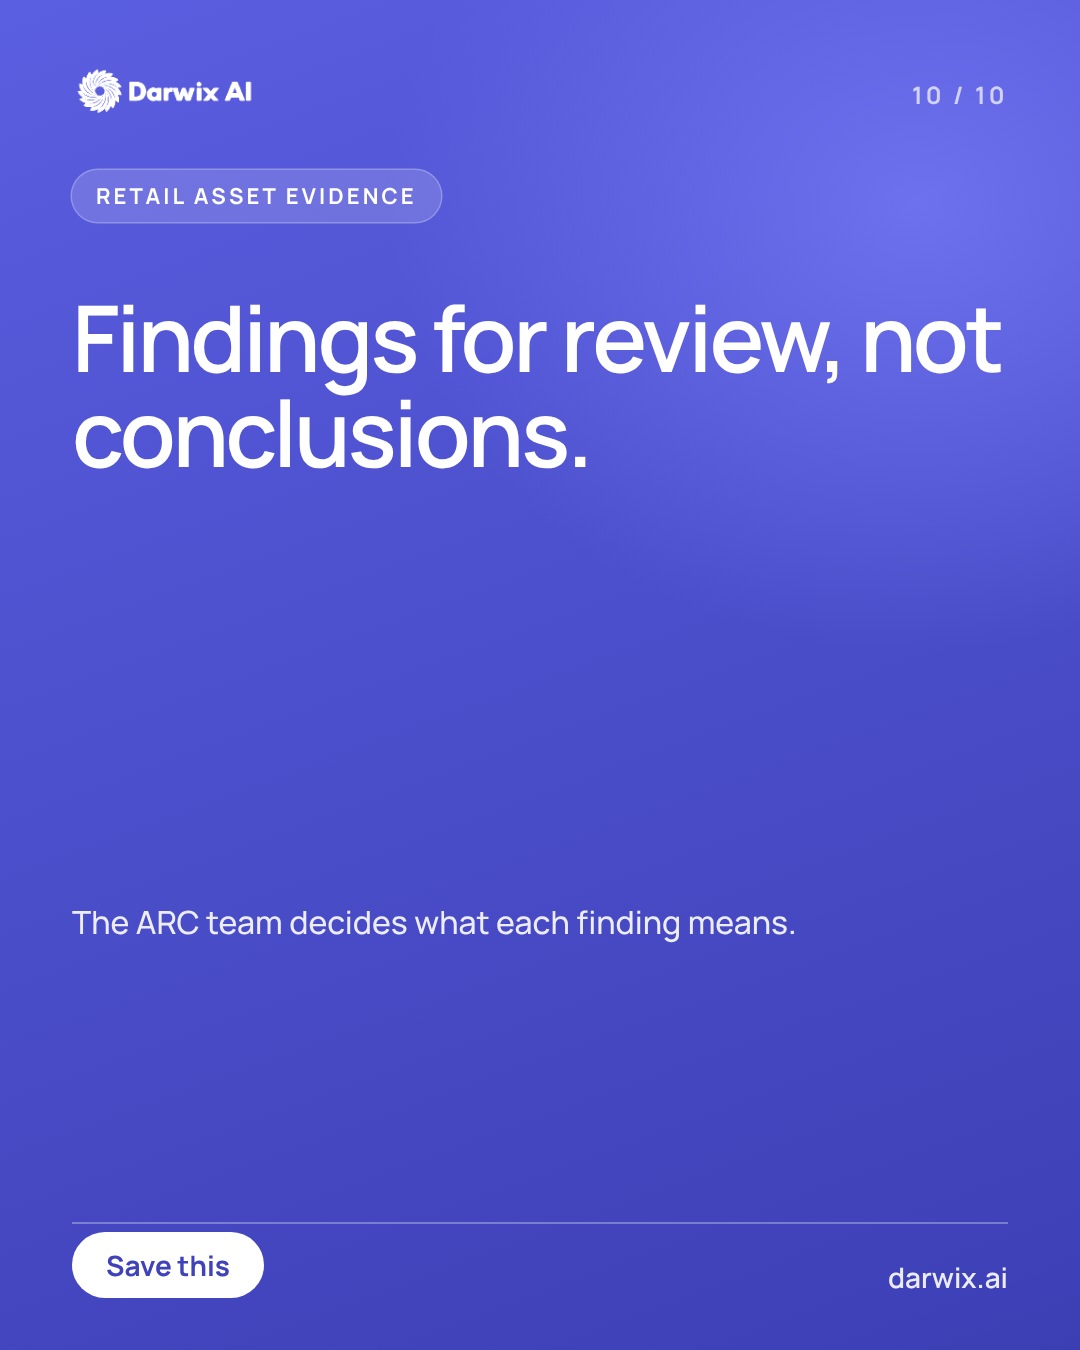 Darwix AI
10 / 10
RETAIL ASSET EVIDENCE
Findings for review, not
conclusions.
The ARC team decides what each finding means.
Save this
darwix.ai